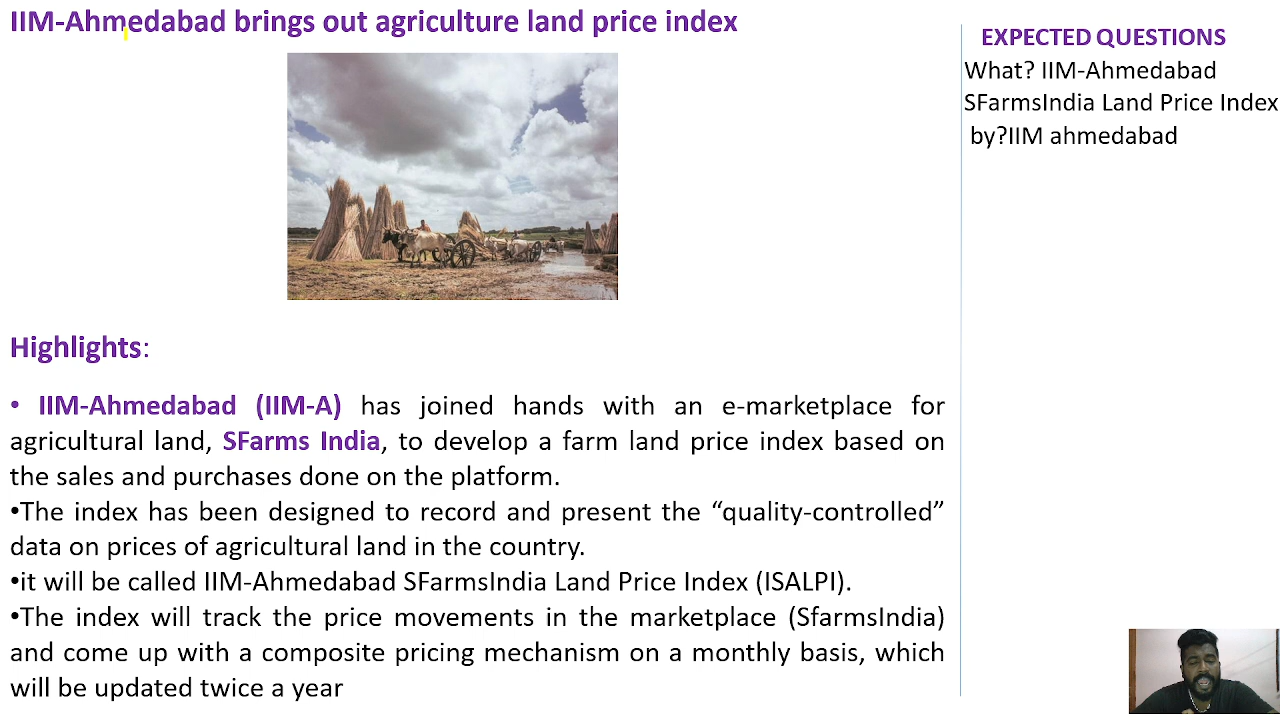 IIM-Ahmedabad brings out agriculture land price index
Highlights:
• IIM-Ahmedabad (IIM-A) has joined hands with an e-marketplace for
agricultural land, SFarms India, to develop a farm land price index based on
the sales and purchases done on the platform.
•The index has been designed to record and present the “quality-controlled”
data on prices of agricultural land in the country.
•it will be called IIM-Ahmedabad SFarmsIndia Land Price Index (ISALPI).
•The index will track the price movements in the marketplace (SfarmsIndia)
and come up with a composite pricing mechanism on a monthly basis, which
will be updated twice a year
EXPECTED QUESTIONS
What? IIM-Ahmedabad
SFarmsIndia Land Price Index
by?IIM ahmedabad